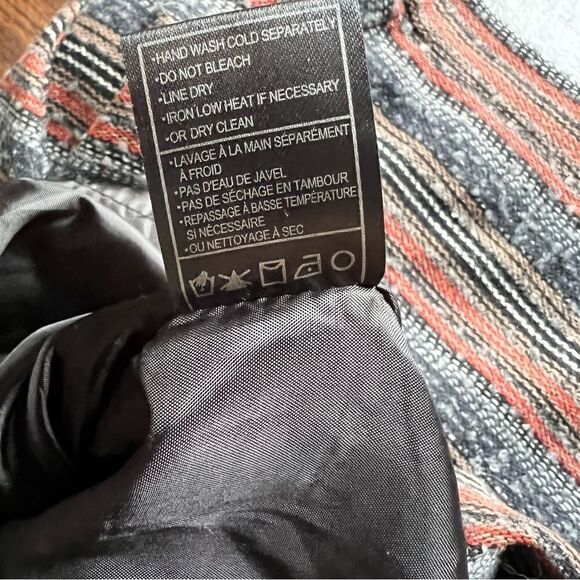 •HAND WASH COLD SEPARATELY
•DO NOT BLEACH
•LINE DRY
•IRON LOW HEAT IF NECESSARY
•OR DRY CLEAN
•LAVAGE À LA MAIN SÉPARÉMENT
À FROID
•PAS D'EAU DE JAVEL
•PAS DE SÉCHAGE EN TAMBOUR
•REPASSAGE À BASSE TEMPÉRATURE
SI NÉCESSAIRE
•OU NETTOYAGE À SEC